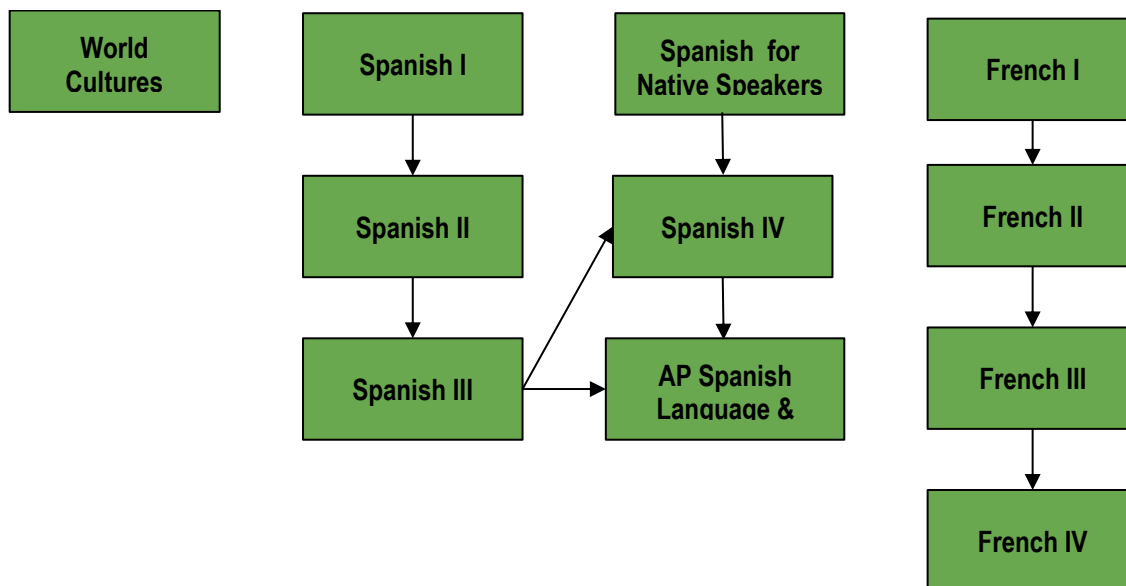 World
Cultures
Spanish I
Spanish for
Native Speakers
French I
Spanish II
Spanish IV
French II
Spanish III
AP Spanish
Language &
French III
French IV